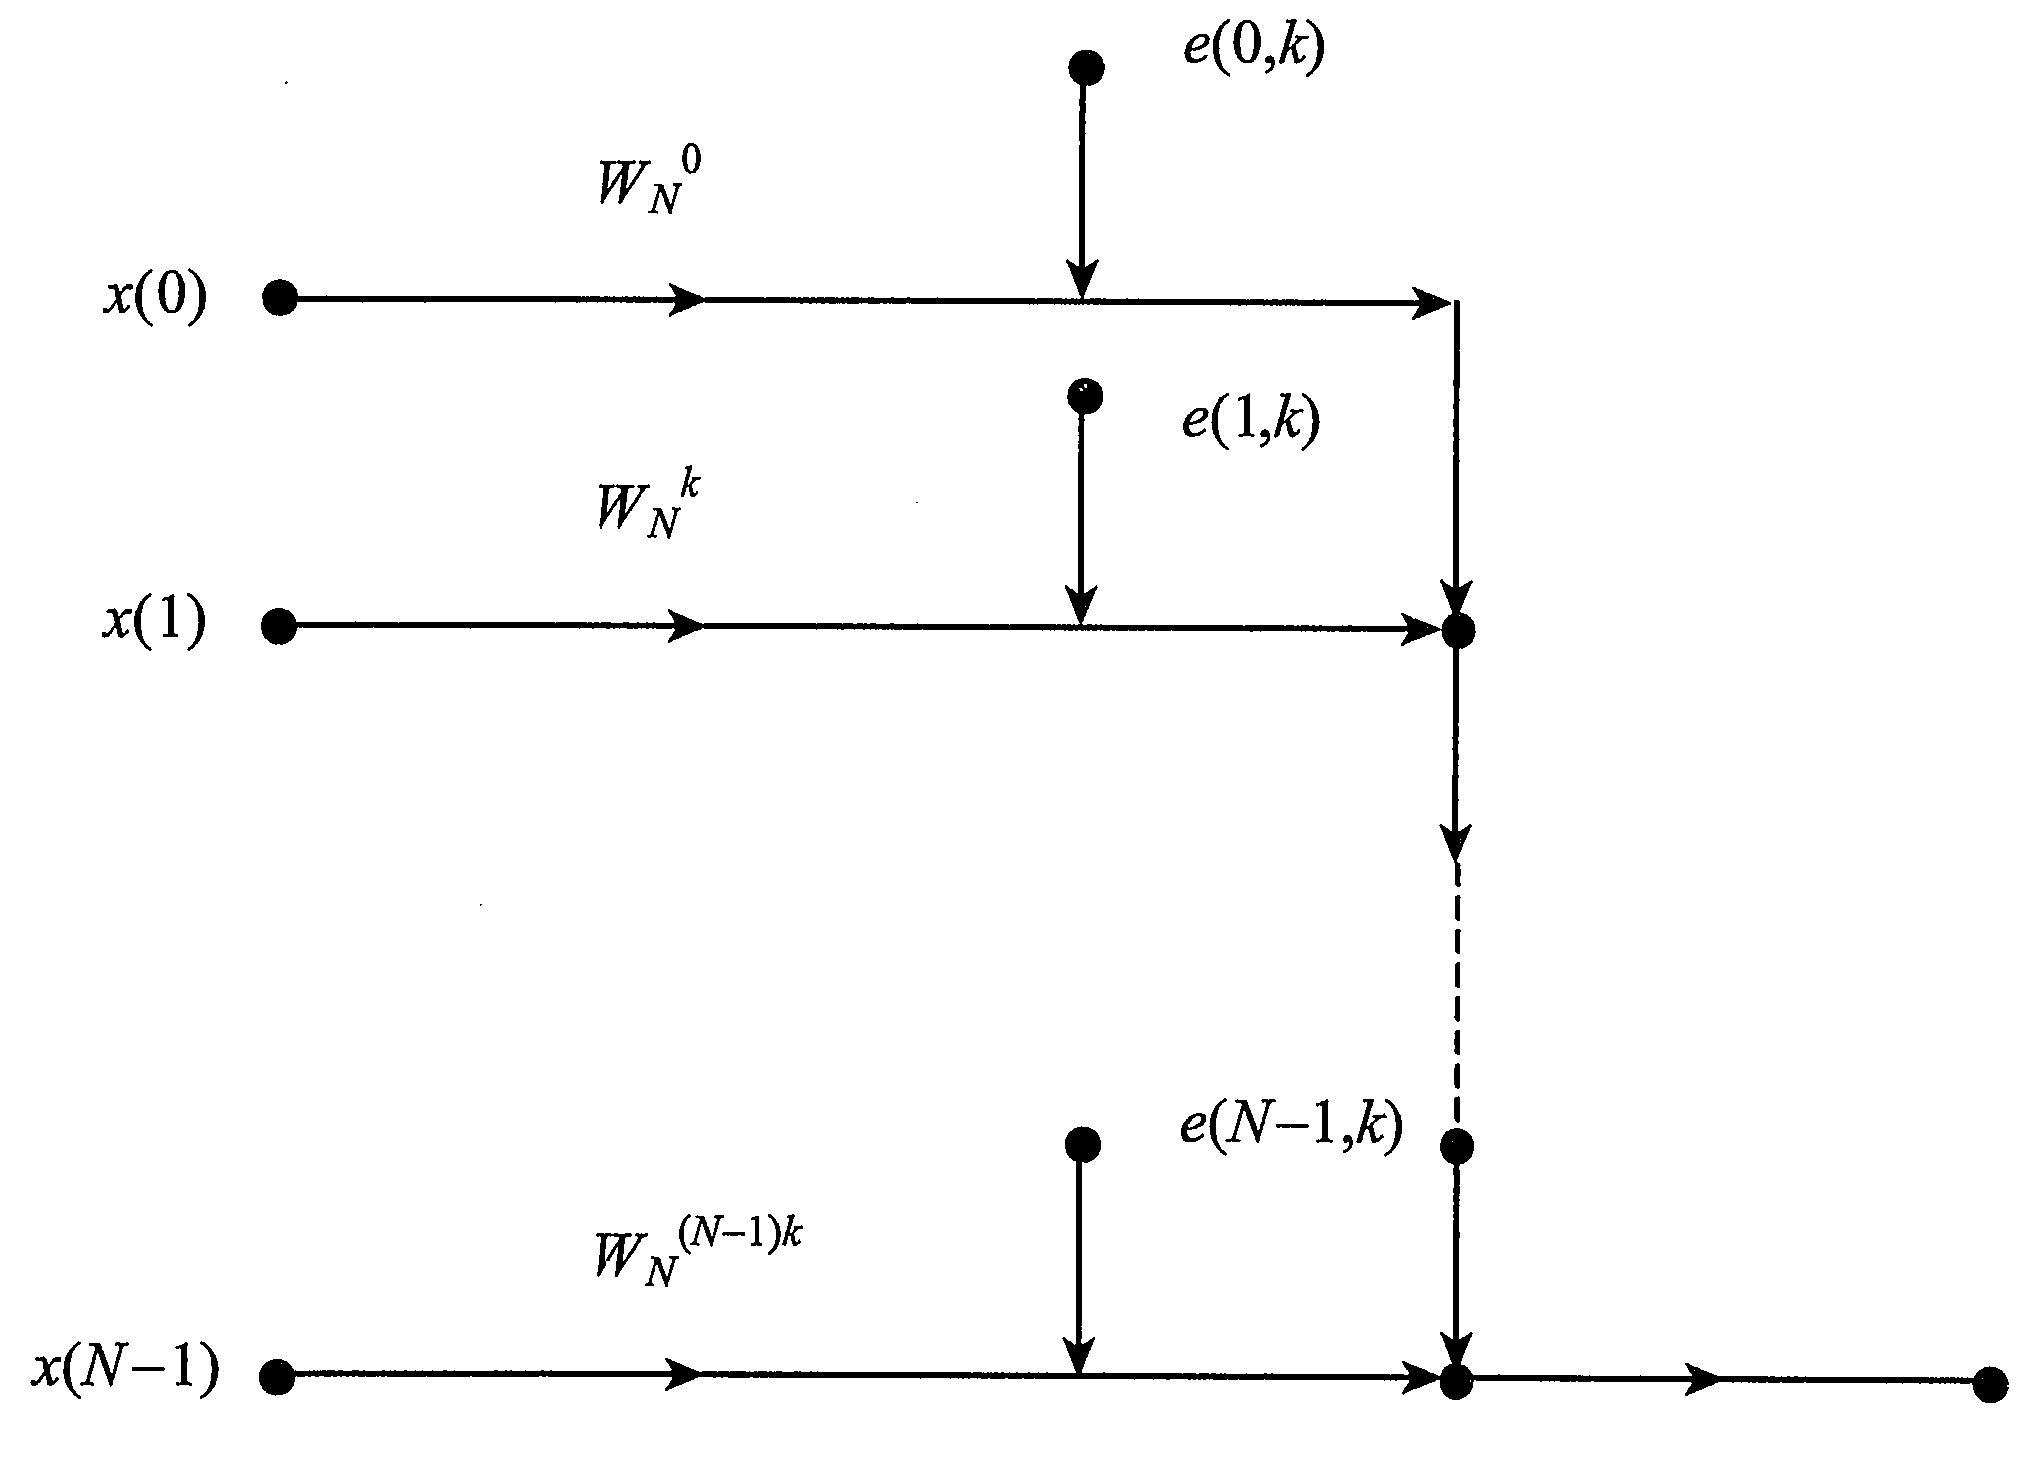 e(0,k)
W_N^0
x(0)
e(1,k)
W_N^k
x(1)
e(N−1,k)
W_N^{(N−1)k}
x(N−1)